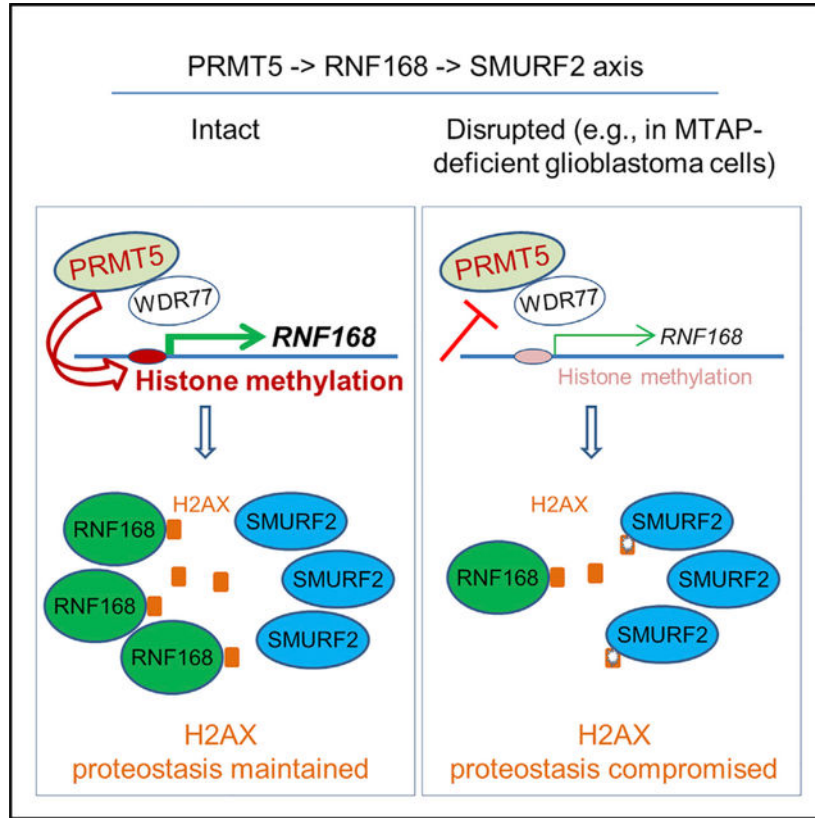 PRMT5 -> RNF168 -> SMURF2 axis
Intact
Disrupted (e.g., in MTAP-
deficient glioblastoma cells)
PRMT5
WDR77
RNF168
Histone methylation
H2AX
RNF168
SMURF2
RNF168
SMURF2
RNF168
SMURF2
H2AX
proteostasis maintained
PRMT5
WDR77
RNF168
Histone methylation
H2AX
SMURF2
RNF168
SMURF2
SMURF2
H2AX
proteostasis compromised